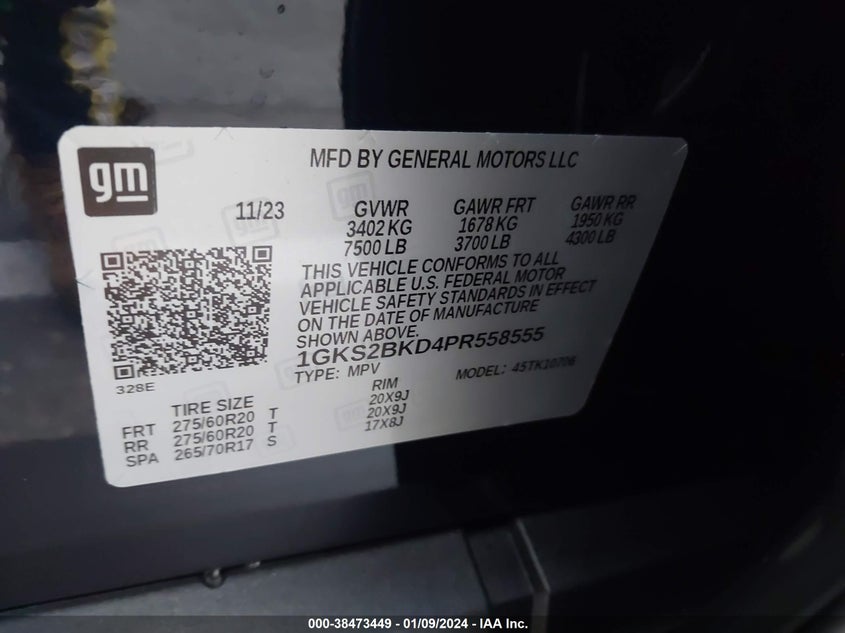 gm
MFD BY GENERAL MOTORS LLC
11/23 GVWR GAWR FRT GAWR RR
3402 KG 1678 KG 1950 KG
7500 LB 3700 LB 4300 LB
THIS VEHICLE CONFORMS TO ALL
APPLICABLE U.S. FEDERAL MOTOR
VEHICLE SAFETY STANDARDS IN EFFECT
ON THE DATE OF MANUFACTURE
SHOWN ABOVE.
1GKS2BKD4PR558555
TYPE: MPV MODEL: 45TK10706
328E
TIRE SIZE RIM
FRT 275/60R20 T 20X9J
RR 275/60R20 T 20X9J
SPA 265/70R17 S 17X8J
000-38473449 - 01/09/2024 - IAA Inc.